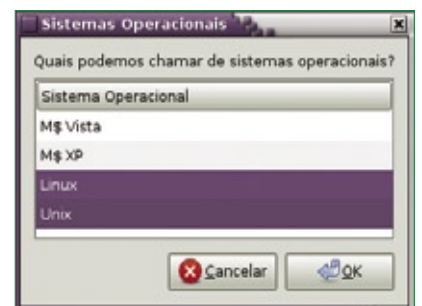 Sistemas Operacionais
Quais podemos chamar de sistemas operacionais?
Sistema Operacional
M$ Vista
M$ XP
Linux
Unix
Cancelar
OK